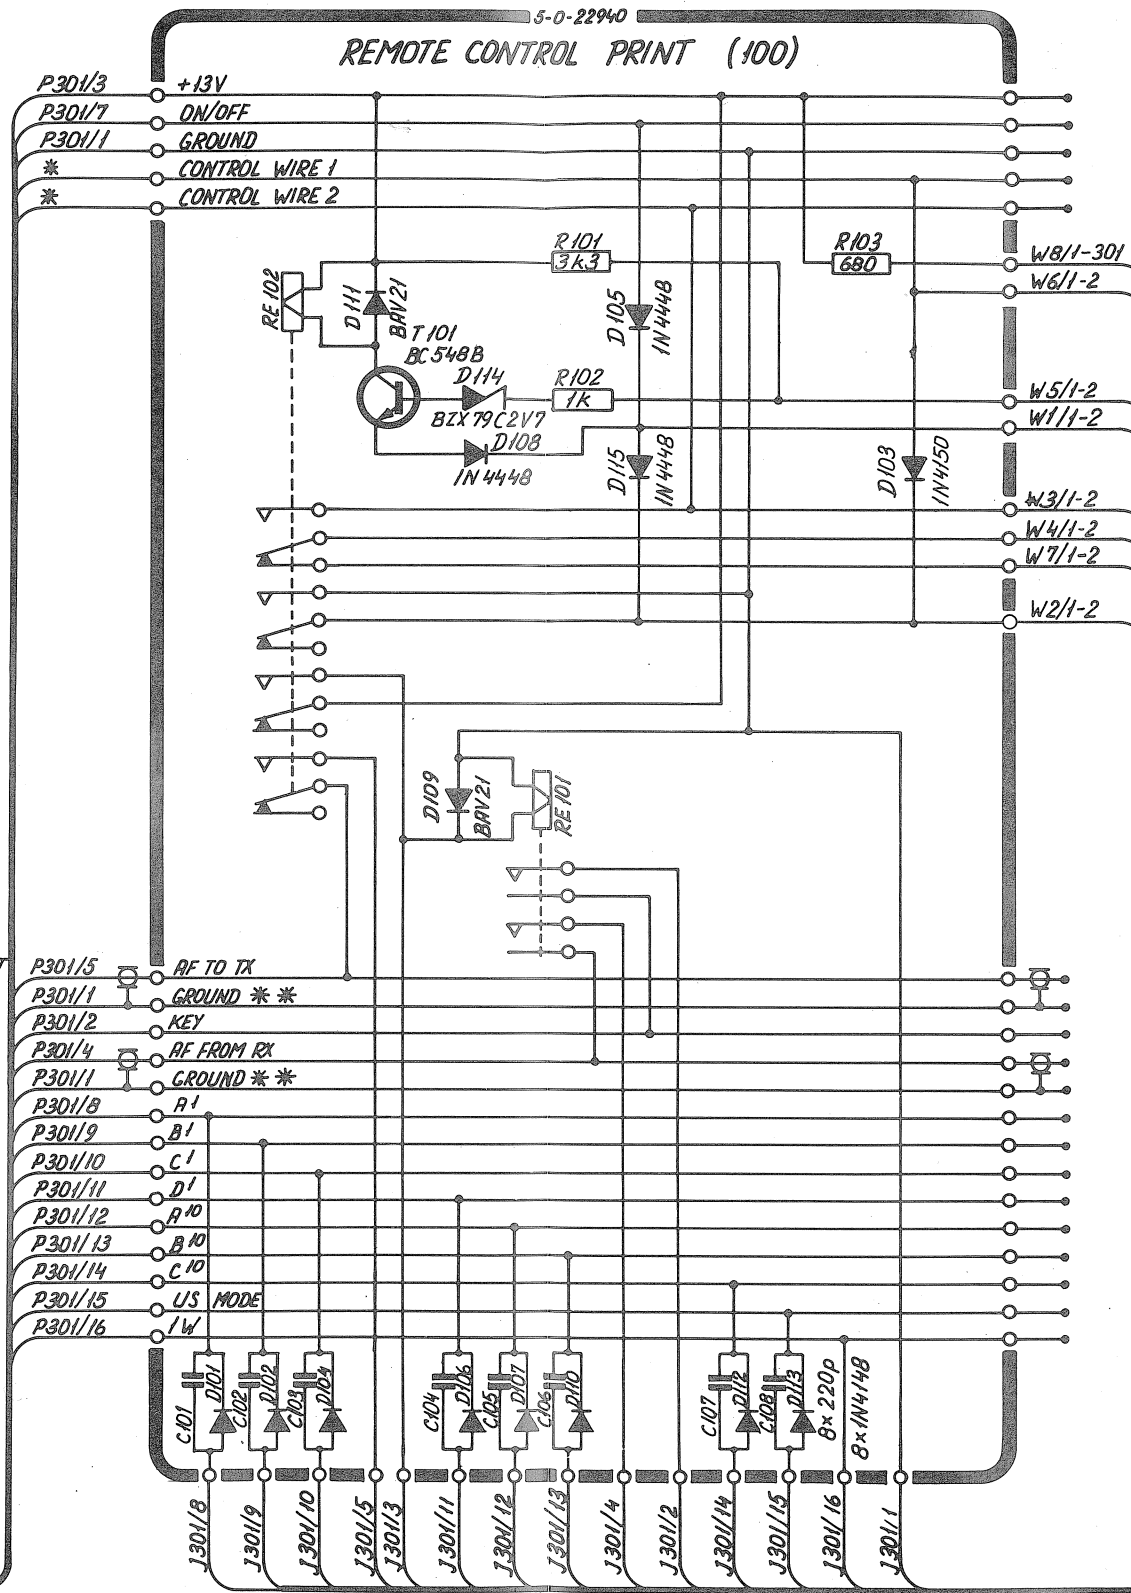 5-0-22940
REMOTE CONTROL PRINT (100)
P301/3 +13V
P301/7 ON/OFF
P301/1 GROUND
* CONTROL WIRE 1
* CONTROL WIRE 2
R101
3k3
R103
680
W8/1-301
W6/1-2
RE102
D111
BAV21
D105
1N4448
T101
BC548B
D114
BZX79C2V7
R102
1K
W5/1-2
W1/1-2
D108
1N4448
D115
1N4448
D103
1N4150
W3/1-2
W4/1-2
W7/1-2
W2/1-2
D109
BAV21
RE101
P301/5 AF TO TX
P301/1 GROUND * *
P301/2 KEY
P301/4 AF FROM RX
P301/1 GROUND * *
P301/8 A1
P301/9 B1
P301/10 C1
P301/11 D1
P301/12 A10
P301/13 B10
P301/14 C10
P301/15 US MODE
P301/16 1W
C101
D101
C102
D102
C103
D104
C104
D106
C105
D107
C106
D110
C107
D112
C108
D113
8x220p
8x1N4148
J301/8
J301/9
J301/10
J301/5
J301/3
J301/11
J301/12
J301/13
J301/4
J301/2
J301/14
J301/15
J301/16
J301/1